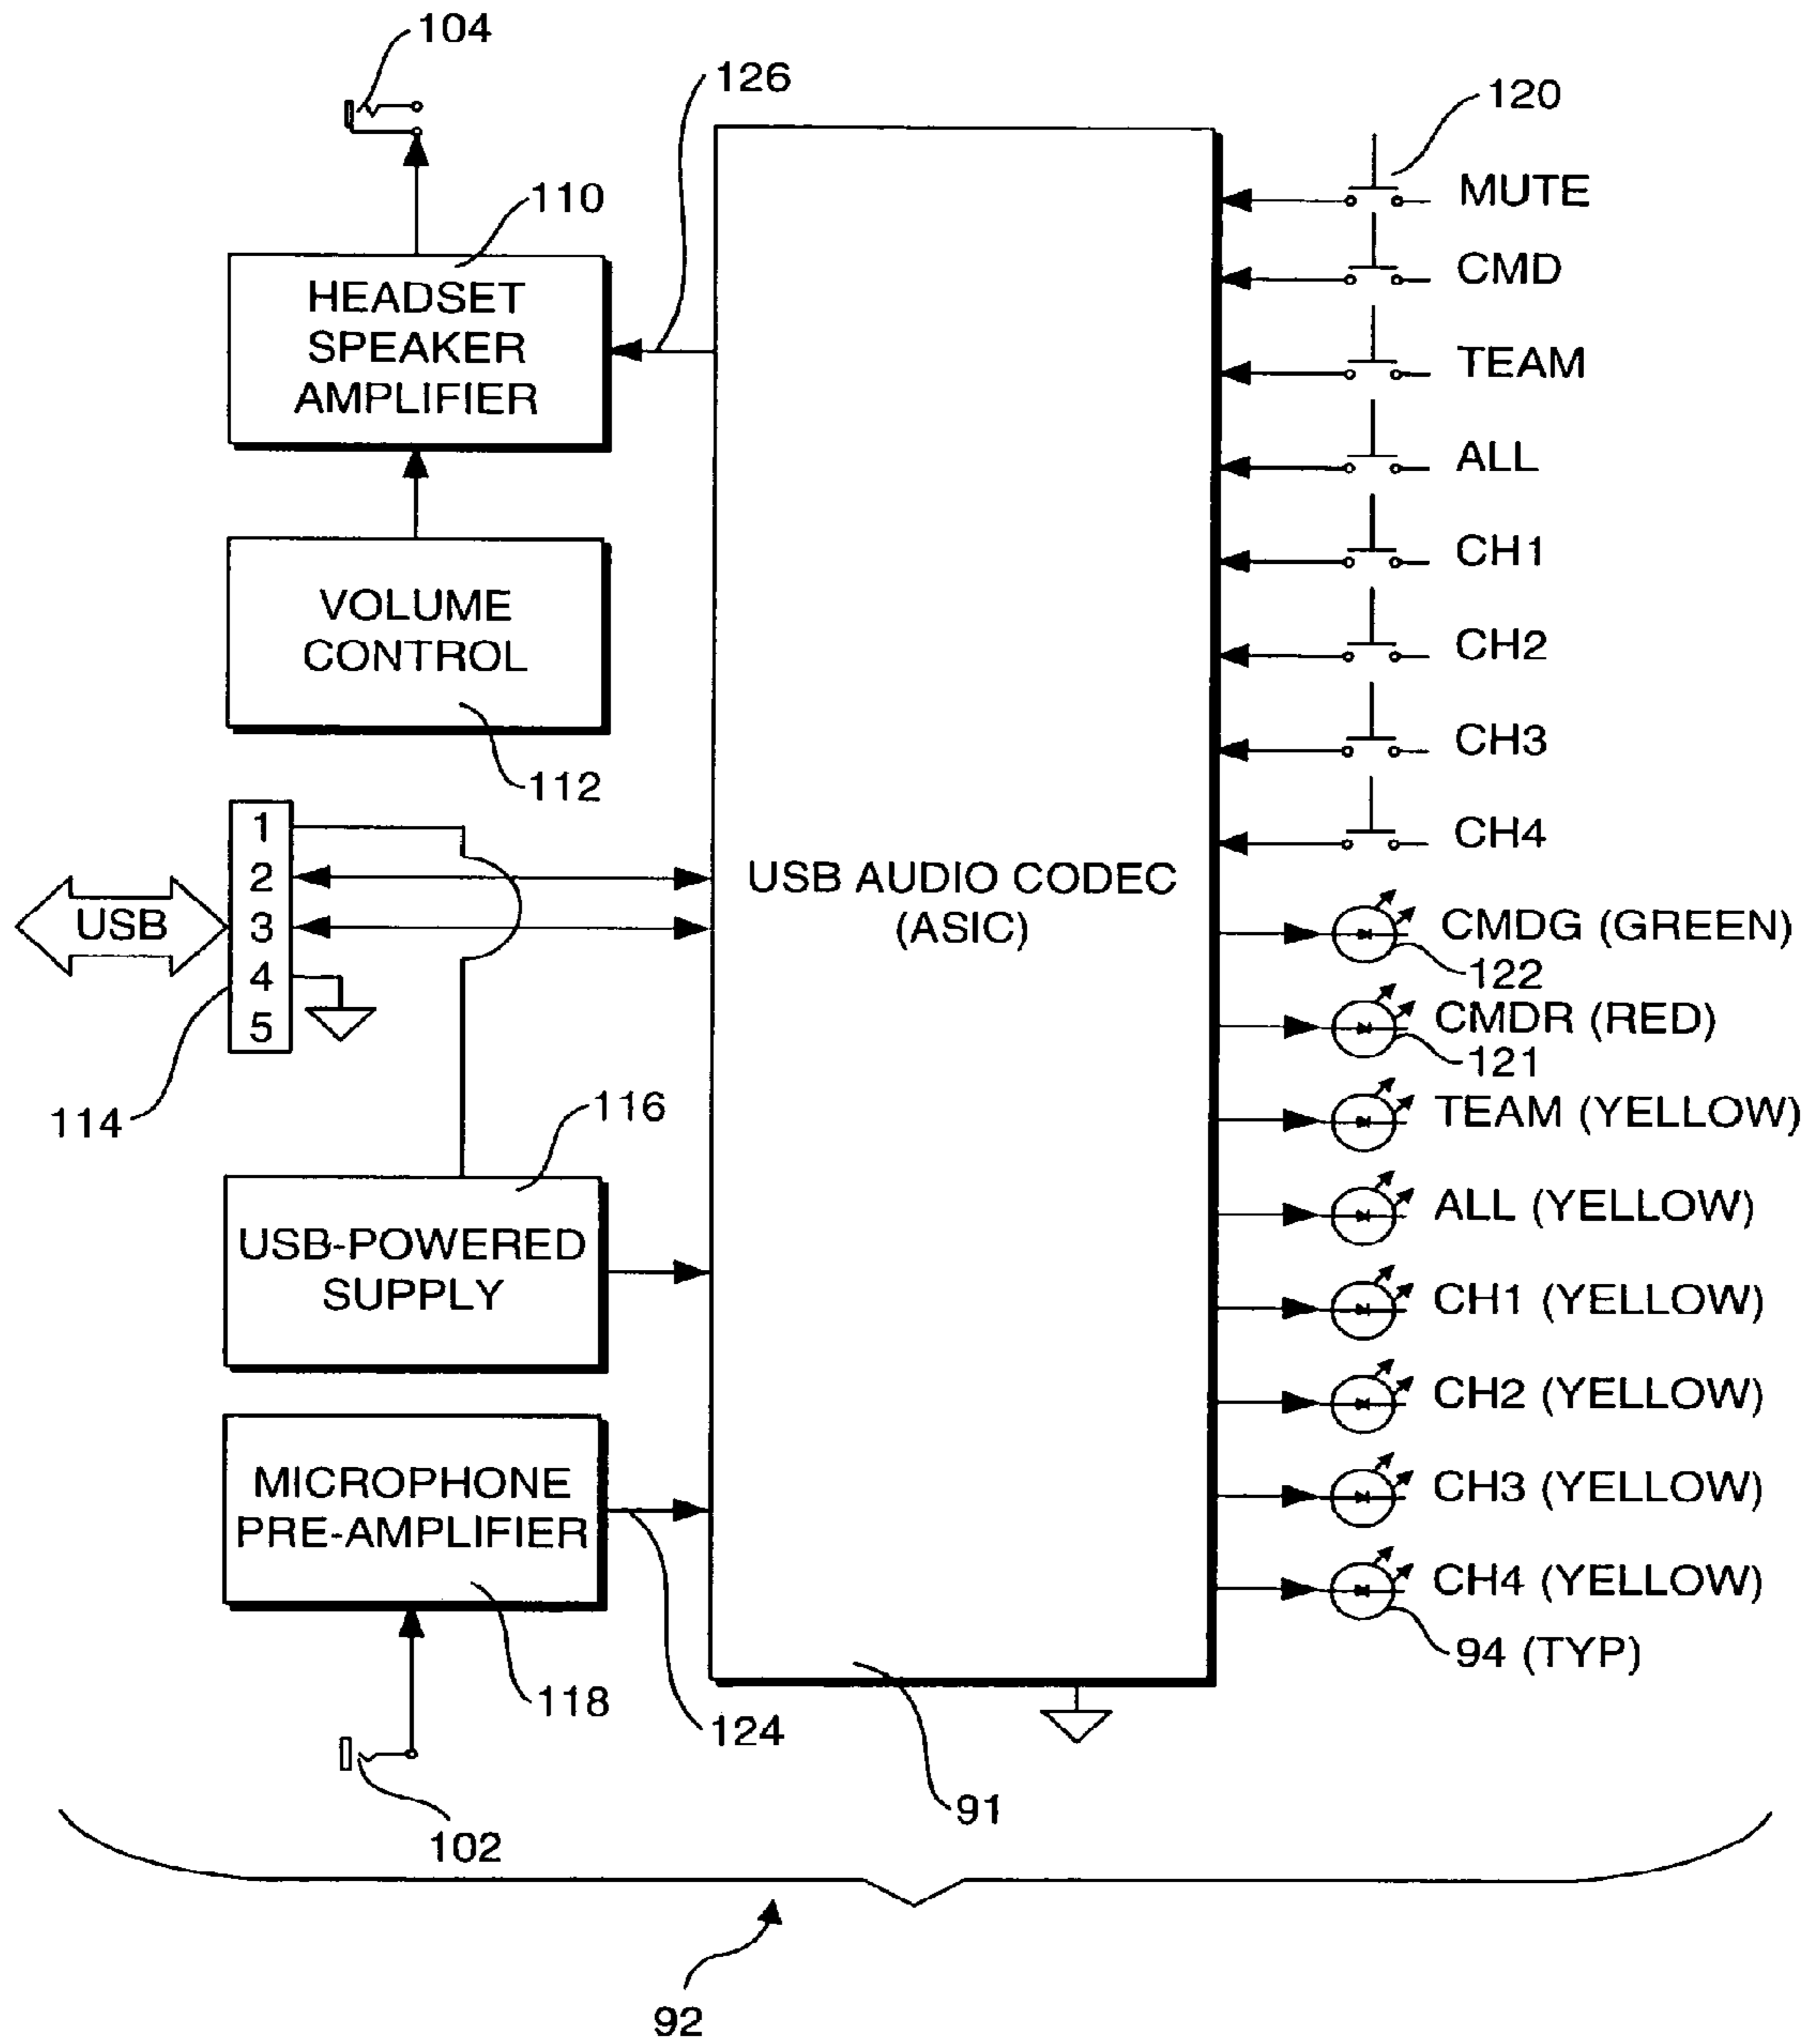 104
126
120
MUTE
110
CMD
HEADSET
SPEAKER
AMPLIFIER
TEAM
ALL
CH1
VOLUME
CONTROL
CH2
CH3
112
CH4
1
2
3
4
5
USB
USB AUDIO CODEC
(ASIC)
CMDG (GREEN)
122
CMDR (RED)
121
114
116
TEAM (YELLOW)
ALL (YELLOW)
USB-POWERED
SUPPLY
CH1 (YELLOW)
CH2 (YELLOW)
MICROPHONE
PRE-AMPLIFIER
CH3 (YELLOW)
CH4 (YELLOW)
94 (TYP)
118
124
91
102
92